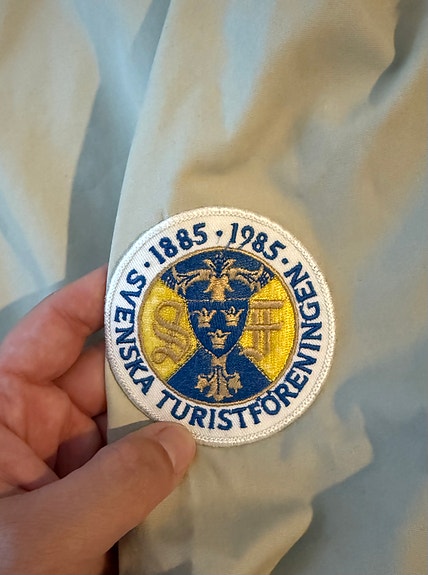 · 1885 · 1985 ·
SVENSKA TURISTFÖRENINGEN
S F